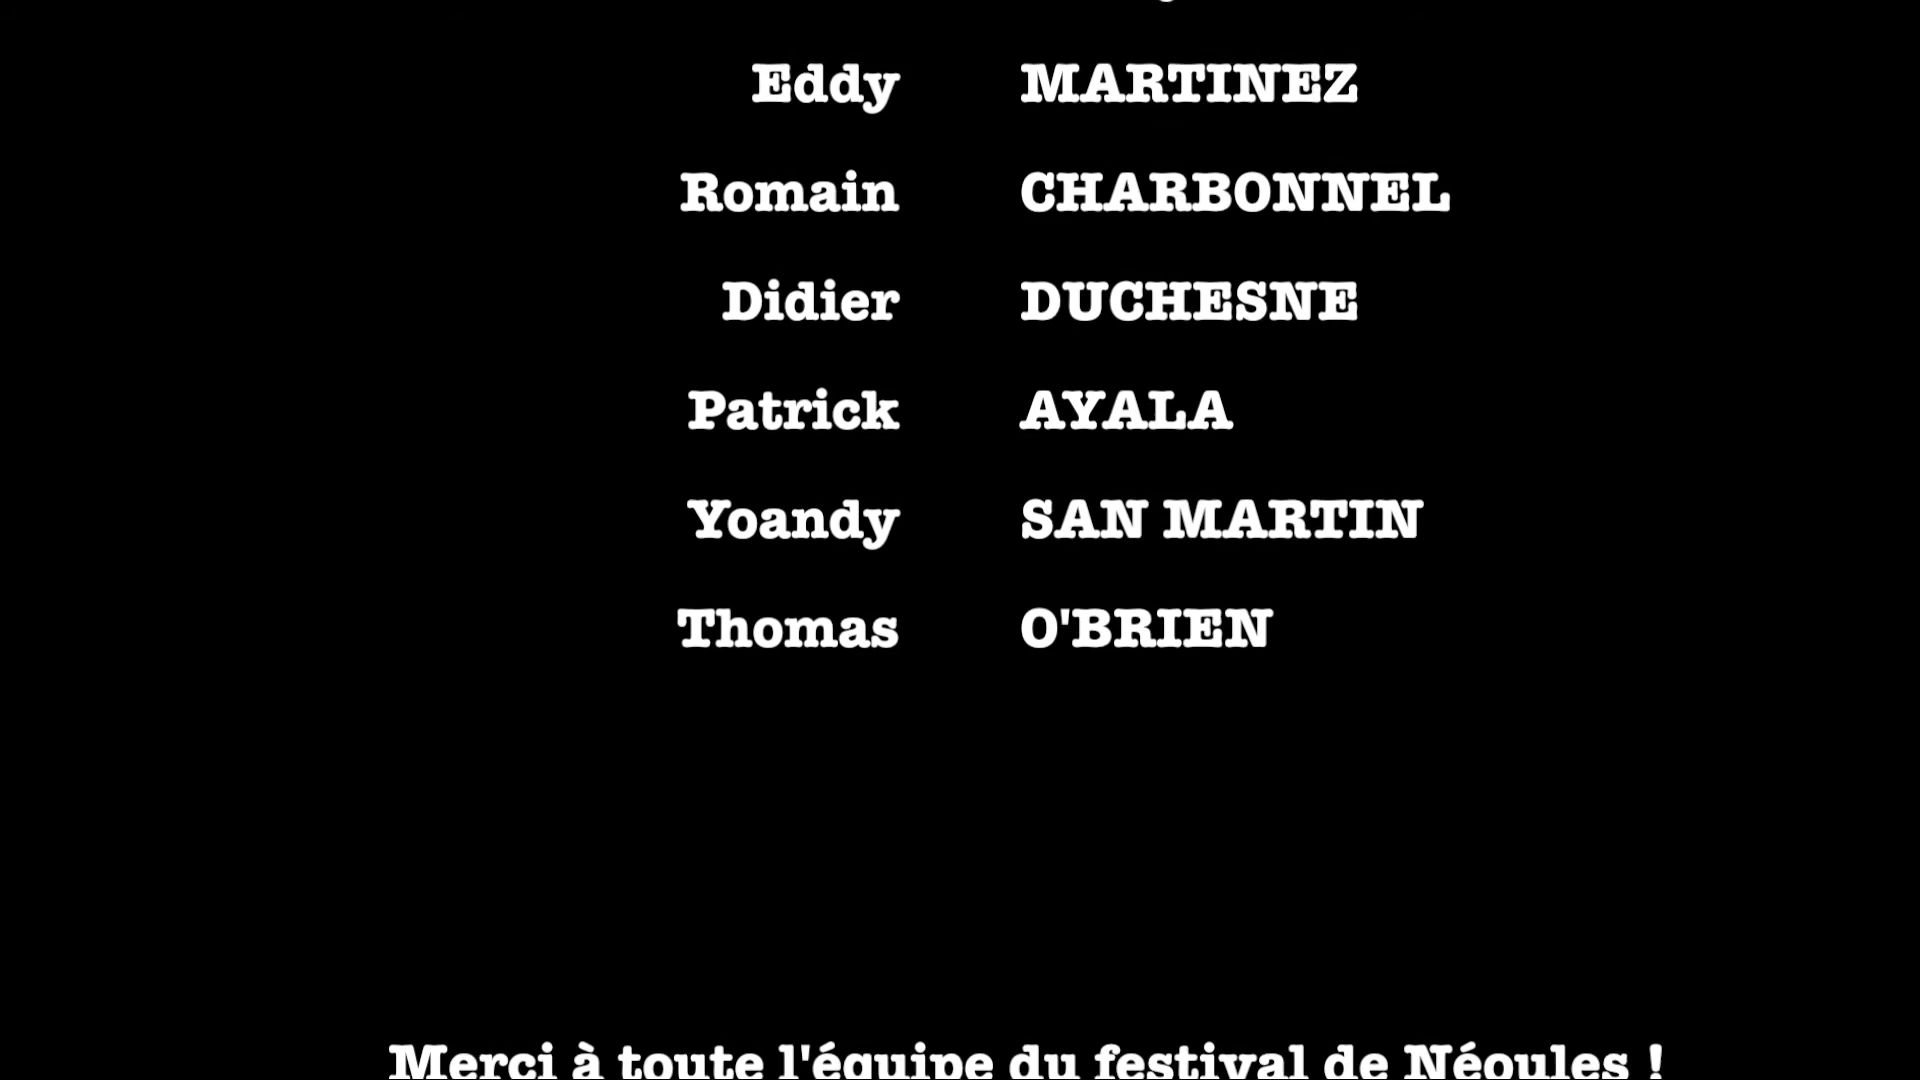 Eddy MARTINEZ
Romain CHARBONNEL
Didier DUCHESNE
Patrick AYALA
Yoandy SAN MARTIN
Thomas O'BRIEN
Merci à toute l'équipe du festival de Néoules !